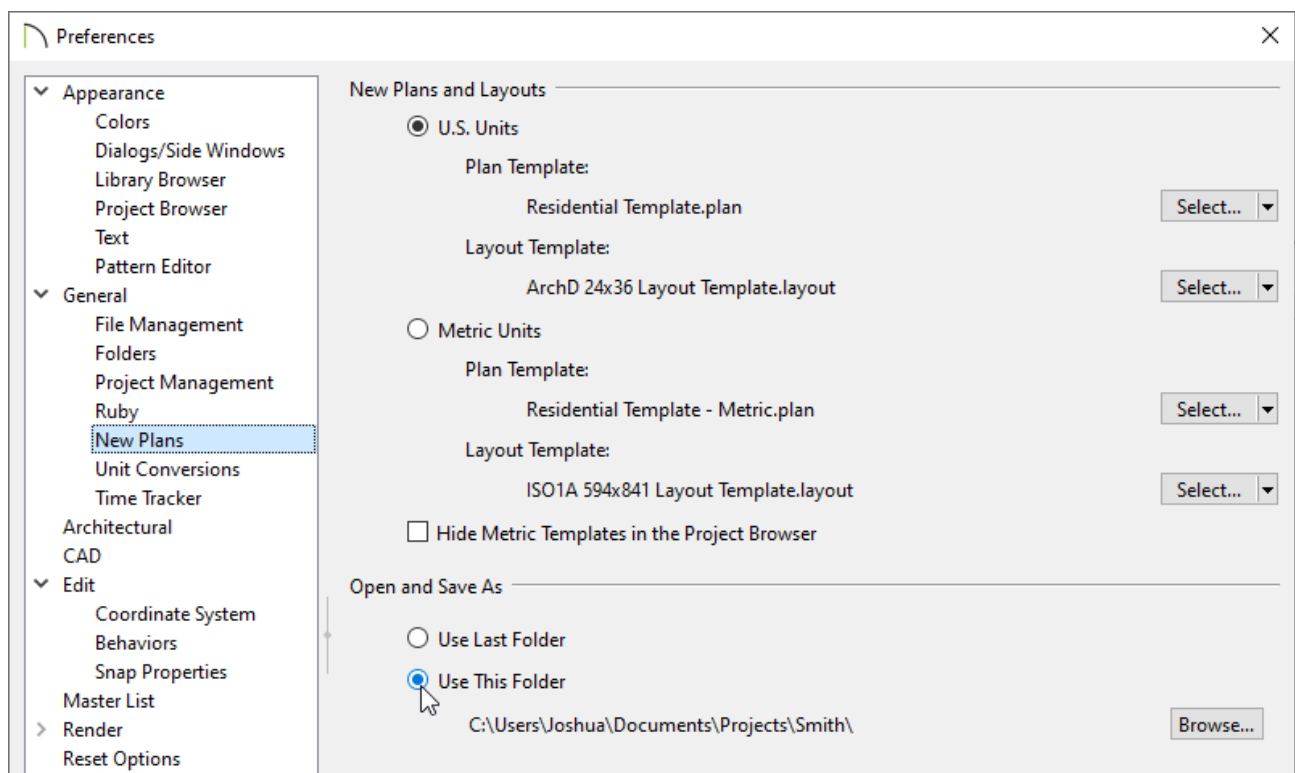 Preferences
Appearance
Colors
Dialogs/Side Windows
Library Browser
Project Browser
Text
Pattern Editor
General
File Management
Folders
Project Management
Ruby
New Plans
Unit Conversions
Time Tracker
Architectural
CAD
Edit
Coordinate System
Behaviors
Snap Properties
Master List
Render
Reset Options
New Plans and Layouts
U.S. Units
Plan Template:
Residential Template.plan Select...
Layout Template:
ArchD 24x36 Layout Template.layout Select...
Metric Units
Plan Template:
Residential Template - Metric.plan Select...
Layout Template:
ISO1A 594x841 Layout Template.layout Select...
Hide Metric Templates in the Project Browser
Open and Save As
Use Last Folder
Use This Folder
C:\Users\Joshua\Documents\Projects\Smith\ Browse...